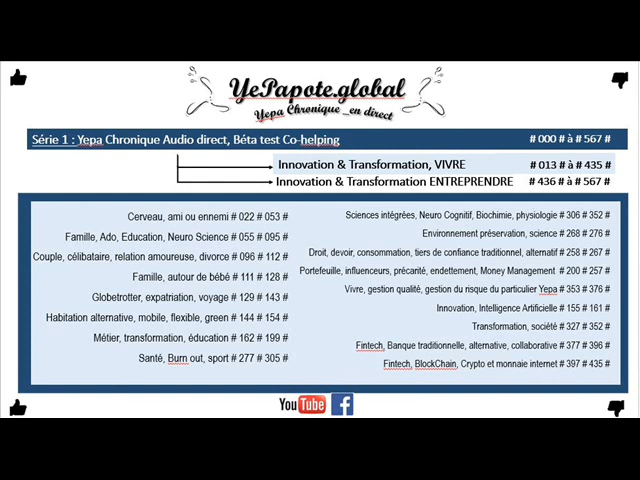 YePapote.global
Yepa Chronique _en direct
Série 1 : Yepa Chronique Audio direct, Béta test Co-helping # 000 # à # 567 #
Innovation & Transformation, VIVRE # 013 # à # 435 #
Innovation & Transformation ENTREPRENDRE # 436 # à # 567 #
Cerveau, ami ou ennemi # 022 # 053 #
Famille, Ado, Education, Neuro Science # 055 # 095 #
Couple, célibataire, relation amoureuse, divorce # 096 # 112 #
Famille, autour de bébé # 111 # 128 #
Globetrotter, expatriation, voyage # 129 # 143 #
Habitation alternative, mobile, flexible, green # 144 # 154 #
Métier, transformation, éducation # 162 # 199 #
Santé, Burn out, sport # 277 # 305 #
Sciences intégrées, Neuro Cognitif, Biochimie, physiologie # 306 # 352 #
Environnement préservation, science # 268 # 276 #
Droit, devoir, consommation, tiers de confiance traditionnel, alternatif # 258 # 267 #
Portefeuille, influenceurs, précarité, endettement, Money Management # 200 # 257 #
Vivre, gestion qualité, gestion du risque du particulier Yepa # 353 # 376 #
Innovation, Intelligence Artificielle # 155 # 161 #
Transformation, société # 327 # 352 #
Fintech, Banque traditionnelle, alternative, collaborative # 377 # 396 #
Fintech, BlockChain, Crypto et monnaie internet # 397 # 435 #
YouTube f